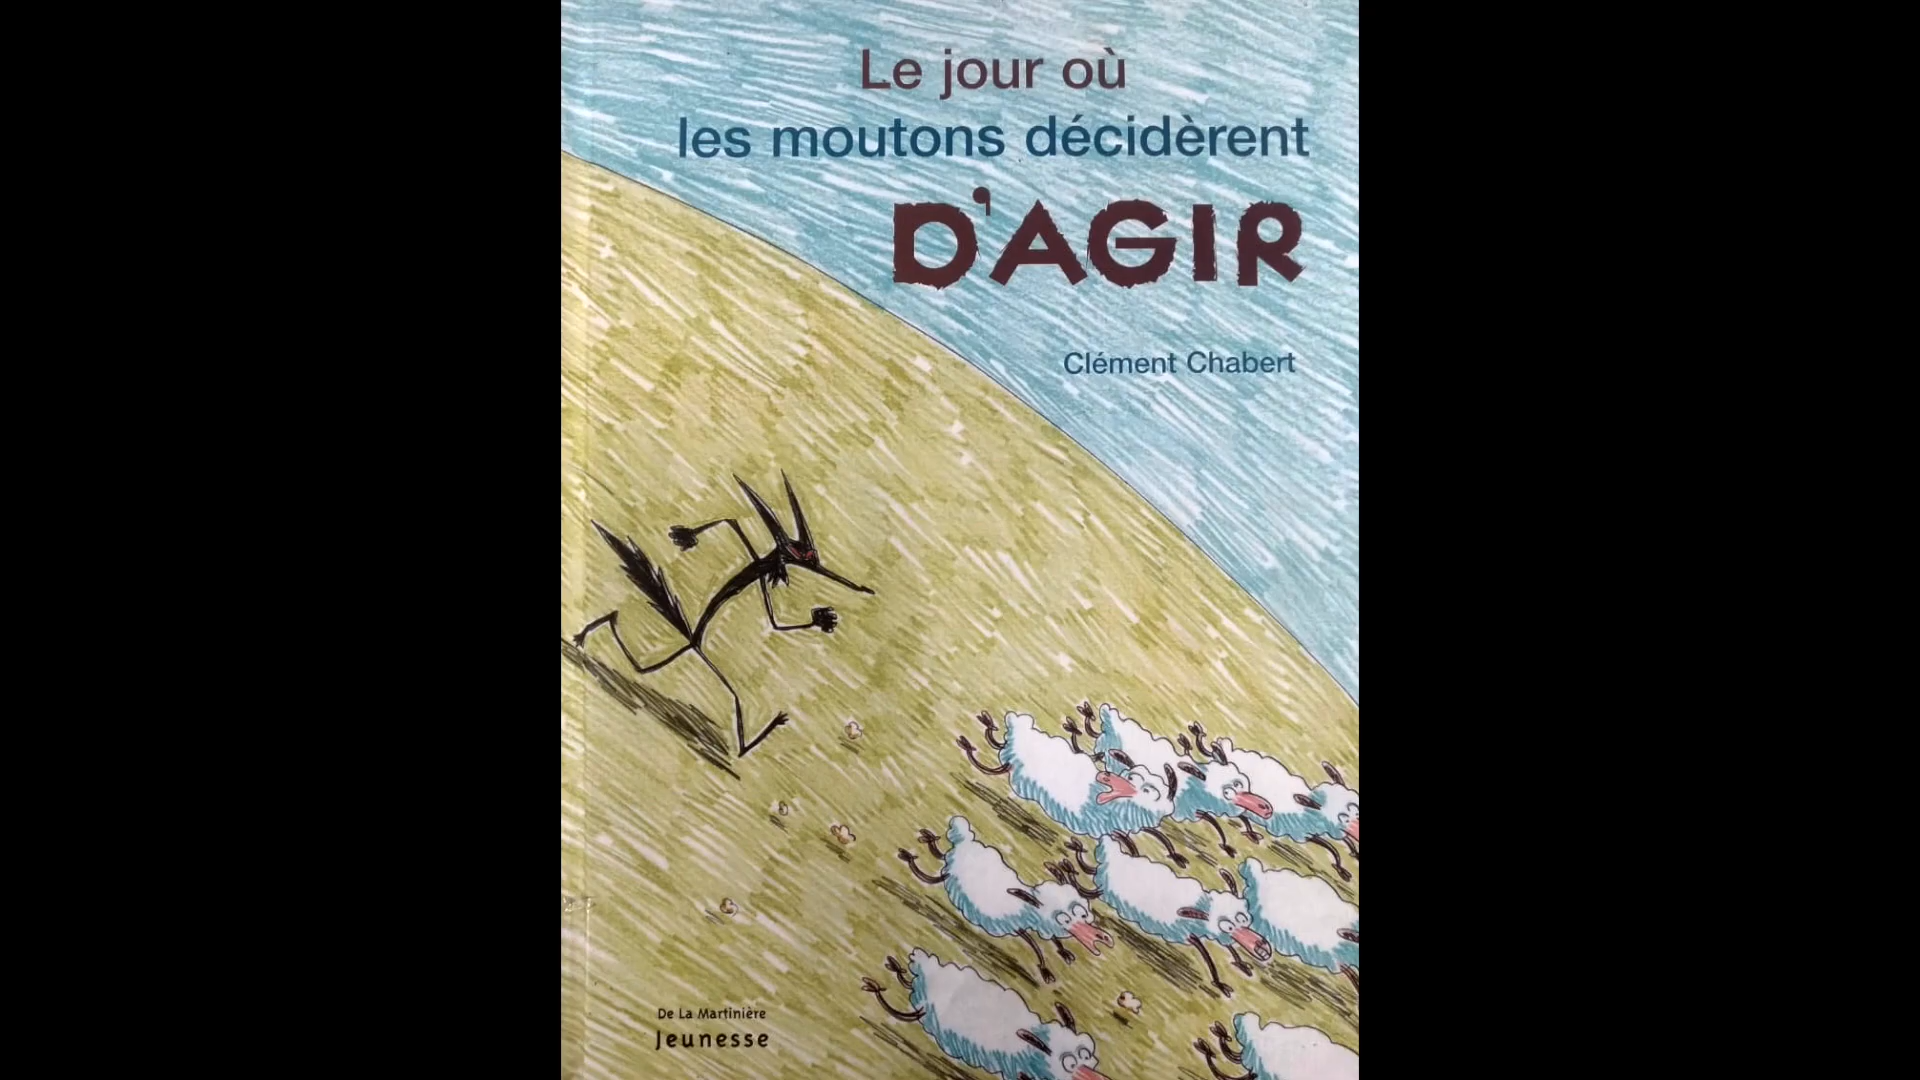 Le jour où
les moutons décidèrent
D'AGIR
Clément Chabert
De La Martinière
Jeunesse